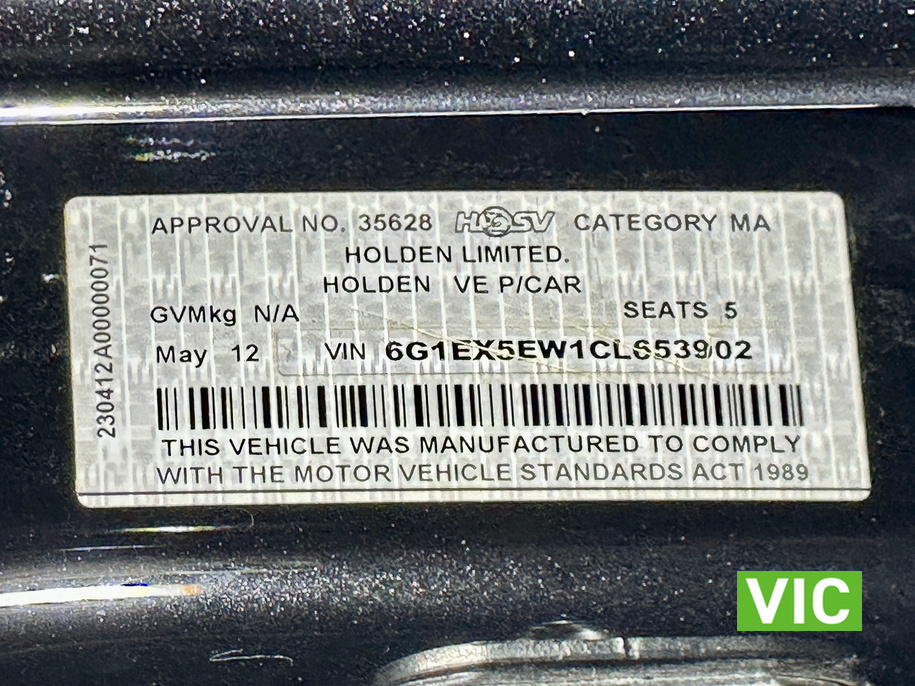 APPROVAL NO. 35628 HSV CATEGORY MA
HOLDEN LIMITED.
HOLDEN VE P/CAR
GVMkg N/A SEATS 5
May 12 VIN 6G1EX5EW1CL653902
THIS VEHICLE WAS MANUFACTURED TO COMPLY
WITH THE MOTOR VEHICLE STANDARDS ACT 1989
230412A00000071
VIC